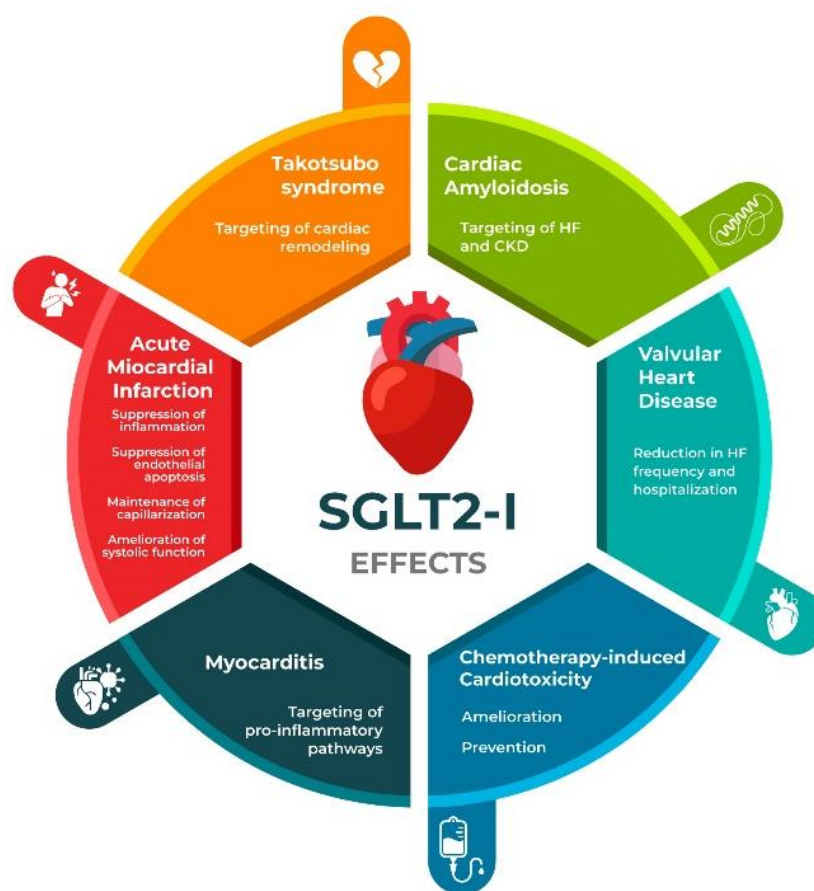 Takotsubo
syndrome
Targeting of cardiac
remodeling
Cardiac
Amyloidosis
Targeting of HF
and CKD
Acute
Miocardial
Infarction
Suppression of
inflammation
Suppression of
endothelial
apoptosis
Maintenance of
capillarization
Amelioration of
systolic function
Valvular
Heart
Disease
Reduction in HF
frequency and
hospitalization
SGLT2-I
EFFECTS
Myocarditis
Targeting of
pro-inflammatory
pathways
Chemotherapy-induced
Cardiotoxicity
Amelioration
Prevention